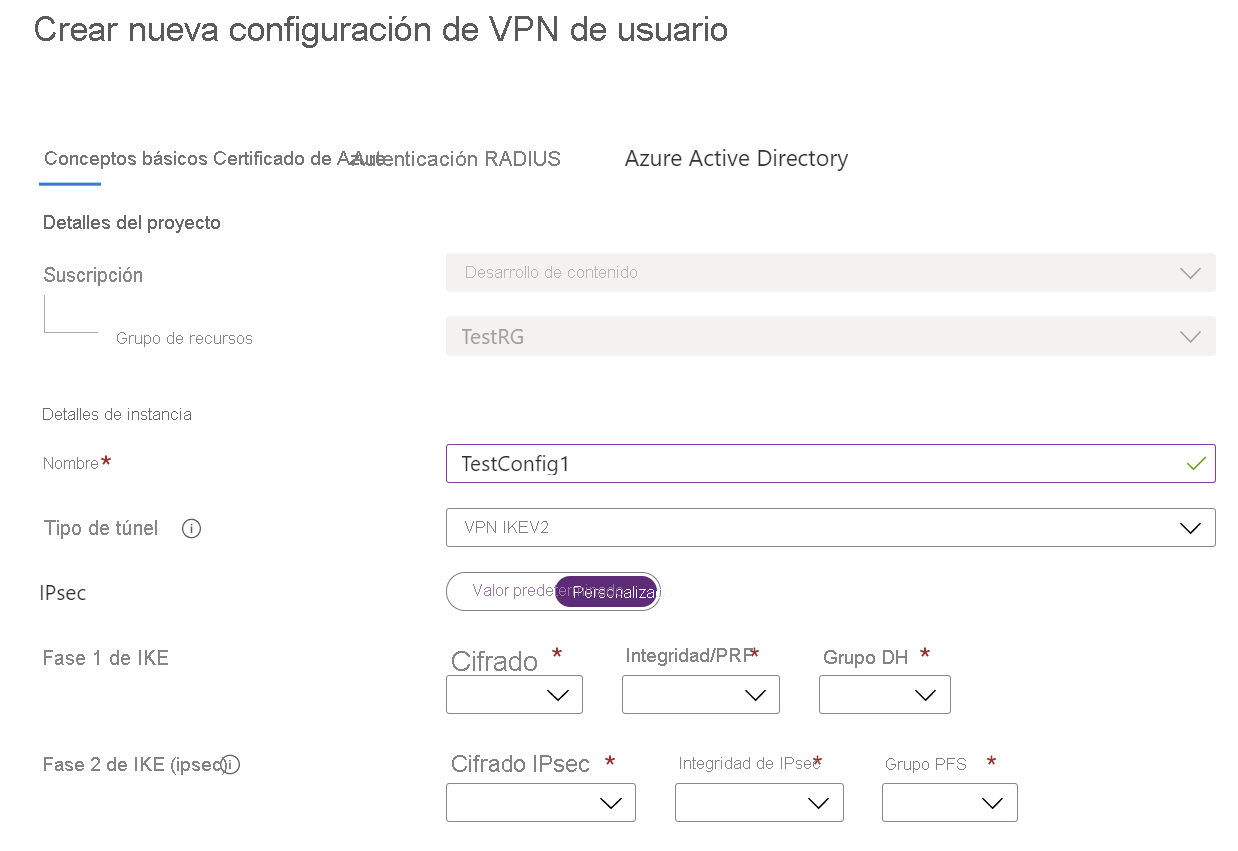 Crear nueva configuración de VPN de usuario
Conceptos básicos Certificado de Azure Autenticación RADIUS Azure Active Directory
Detalles del proyecto
Suscripción Desarrollo de contenido
Grupo de recursos TestRG
Detalles de instancia
Nombre* TestConfig1
Tipo de túnel VPN IKEV2
IPsec Valor predeterminado Personaliza
Fase 1 de IKE Cifrado * Integridad/PRF* Grupo DH *
Fase 2 de IKE (ipsec) Cifrado IPsec * Integridad de IPsec* Grupo PFS *